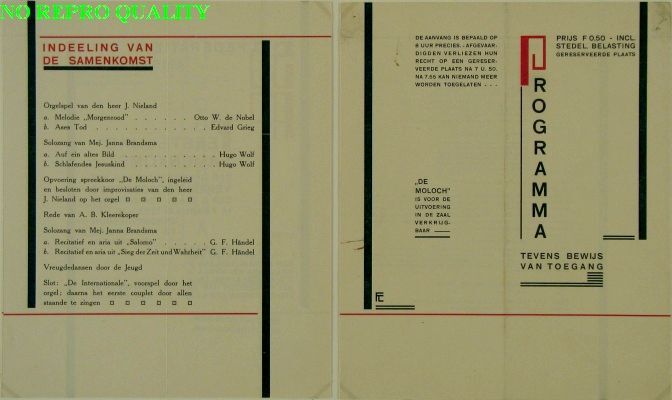 NO REPRO QUALITY
INDEELING VAN
DE SAMENKOMST
Orgelspel van den heer J. Nieland
a. Melodie „Morgenrood" . . . . . . Otto W. de Nobel
b. Ases Tod . . . . . . . . . . . . Edvard Grieg
Solozang van Mej. Janna Brandsma
a. Auf ein altes Bild . . . . . . . . . . . Hugo Wolf
b. Schlafendes Jesuskind . . . . . . . . . Hugo Wolf
Opvoering spreekkoor „De Moloch", ingeleid
en besloten door improvisaties van den heer
J. Nieland op het orgel
Rede van A. B. Kleerekoper
Solozang van Mej. Janna Brandsma
a. Recitatief en aria uit „Salomo" . . . . . G. F. Händel
b. Recitatief en aria uit „Sieg der Zeit und Wahrheit" G. F. Händel
Vreugdedansen door de Jeugd
Slot: „De Internationale", voorspel door het
orgel; daarna het eerste couplet door allen
staande te zingen
DE AANVANG IS BEPAALD OP
8 UUR PRECIES. - AFGEVAAR-
DIGDEN VERLIEZEN HUN
RECHT OP EEN GERESER-
VEERDE PLAATS NA 7 U. 50.
NA 7.55 KAN NIEMAND MEER
WORDEN TOEGELATEN . . .
„DE
MOLOCH"
IS VOOR DE
UITVOERING
IN DE ZAAL
VERKRIJG-
BAAR
PROGRAMMA
PRIJS F 0.50 - INCL.
STEDEL. BELASTING
GERESERVEERDE PLAATS
TEVENS BEWIJS
VAN TOEGANG